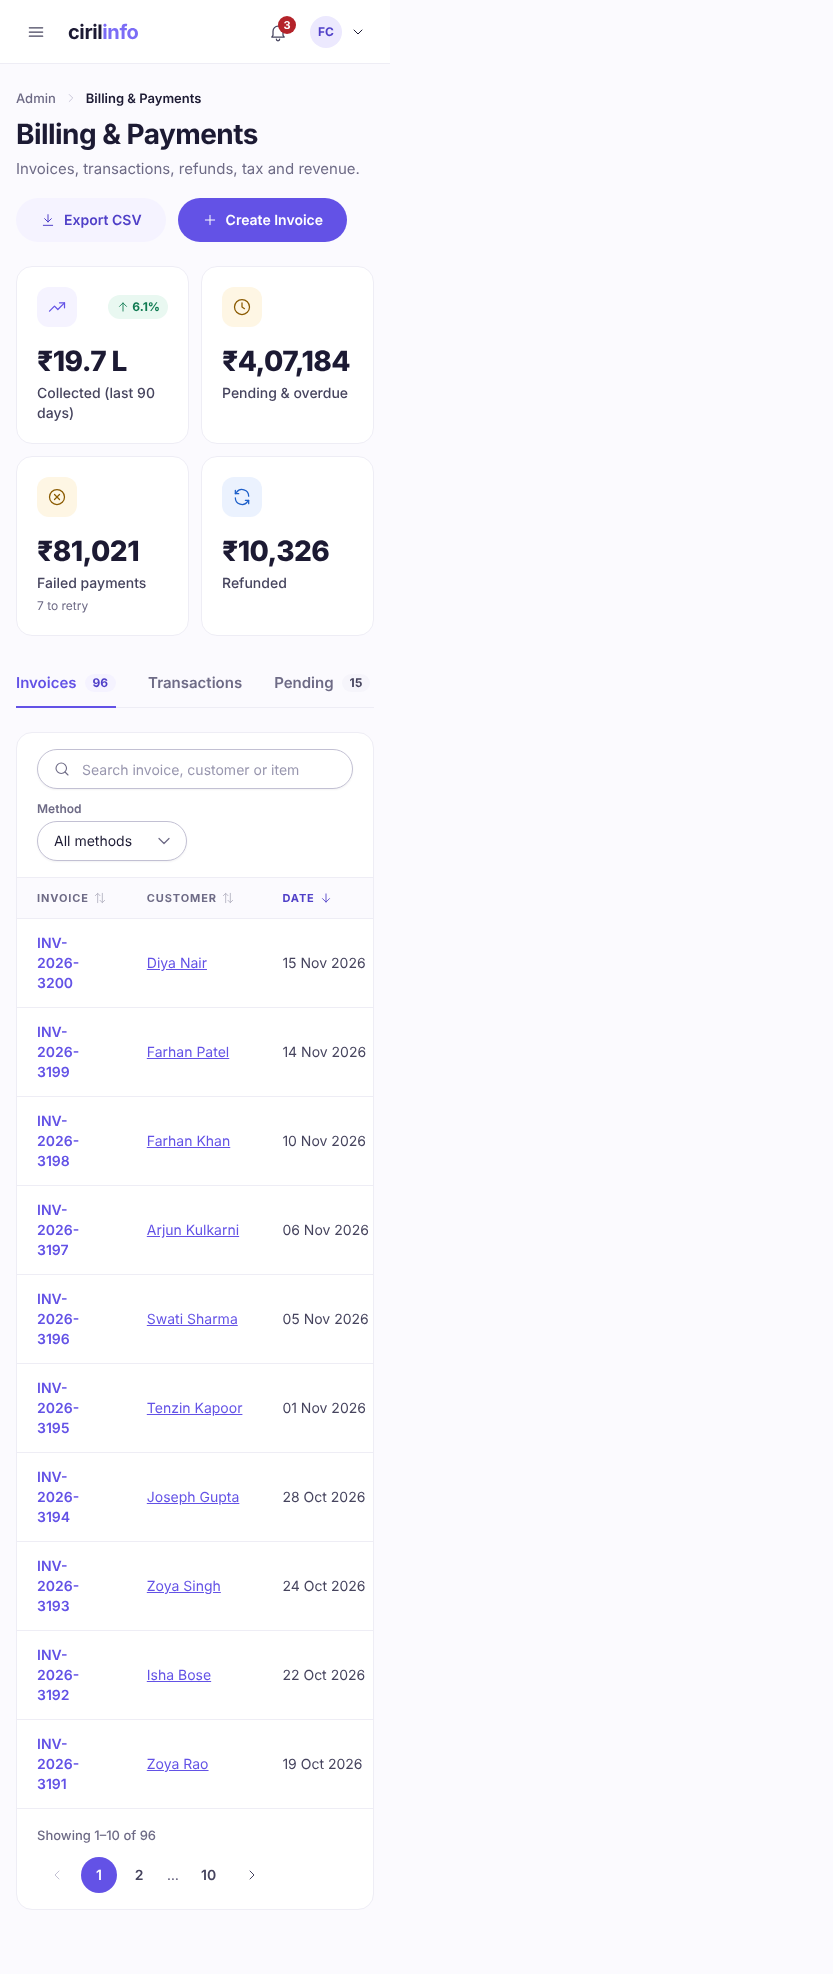 cirilinfo
3
FC
Admin Billing & Payments
Billing & Payments
Invoices, transactions, refunds, tax and revenue.
Export CSV
Create Invoice
6.1%
₹19.7 L
Collected (last 90
days)
₹4,07,184
Pending & overdue
₹81,021
Failed payments
7 to retry
₹10,326
Refunded
Invoices 96 Transactions Pending 15
Search invoice, customer or item
Method
All methods
INVOICE CUSTOMER DATE
INV-
2026-
3200
Diya Nair
15 Nov 2026
INV-
2026-
3199
Farhan Patel
14 Nov 2026
INV-
2026-
3198
Farhan Khan
10 Nov 2026
INV-
2026-
3197
Arjun Kulkarni
06 Nov 2026
INV-
2026-
3196
Swati Sharma
05 Nov 2026
INV-
2026-
3195
Tenzin Kapoor
01 Nov 2026
INV-
2026-
3194
Joseph Gupta
28 Oct 2026
INV-
2026-
3193
Zoya Singh
24 Oct 2026
INV-
2026-
3192
Isha Bose
22 Oct 2026
INV-
2026-
3191
Zoya Rao
19 Oct 2026
Showing 1–10 of 96
1 2 ... 10